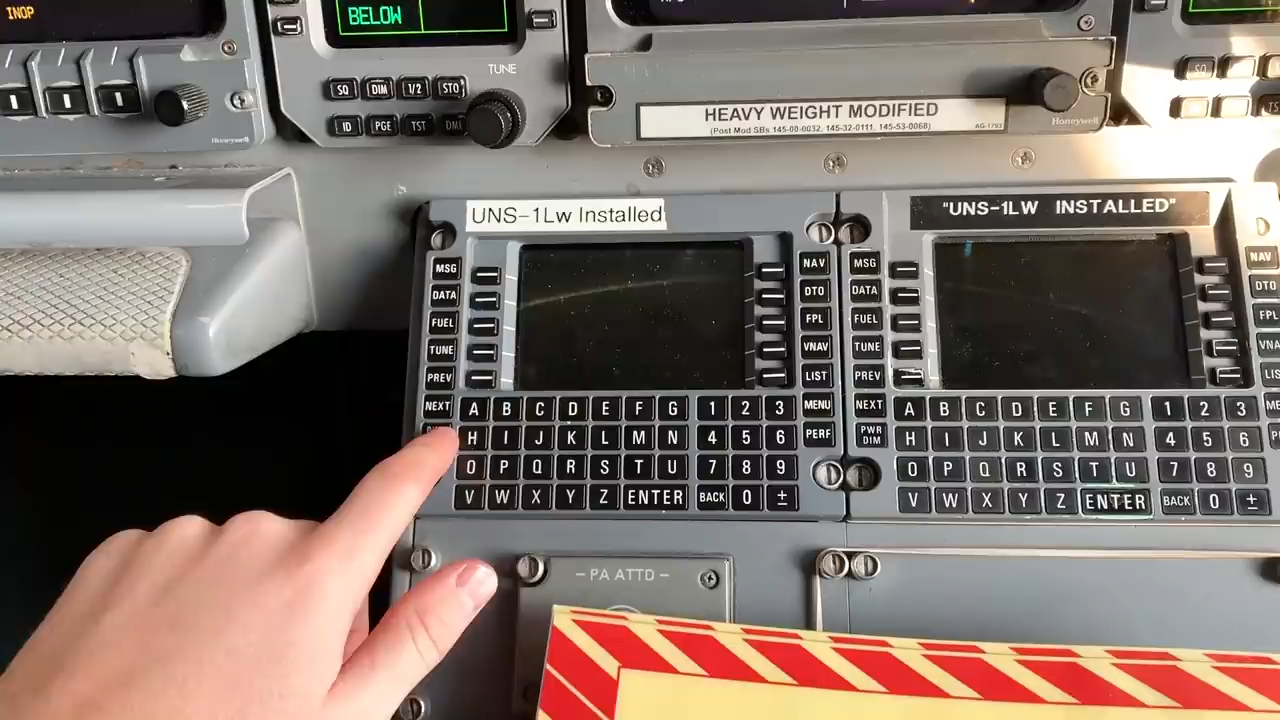 INOP
BELOW
TUNE
SQ DIM 1/2 STO
ID PGE TST
Honeywell
HEAVY WEIGHT MODIFIED
(Post Mod SBs 145-00-0032, 145-32-0111, 145-53-0068)
AG-1793
Honeywell
SQ
UNS-1Lw Installed
MSG NAV
DATA DTO
FUEL FPL
TUNE VNAV
PREV LIST
NEXT A B C D E F G 1 2 3 MENU
H I J K L M N 4 5 6 PERF
O P Q R S T U 7 8 9
V W X Y Z ENTER BACK 0 ±
"UNS-1LW INSTALLED"
MSG NAV
DATA DTO
FUEL FPL
TUNE
PREV
NEXT A B C D E F G 1 2 3
PWR DIM H I J K L M N 4 5 6
O P Q R S T U 7 8 9
V W X Y Z ENTER BACK 0 ±
– PA ATTD –